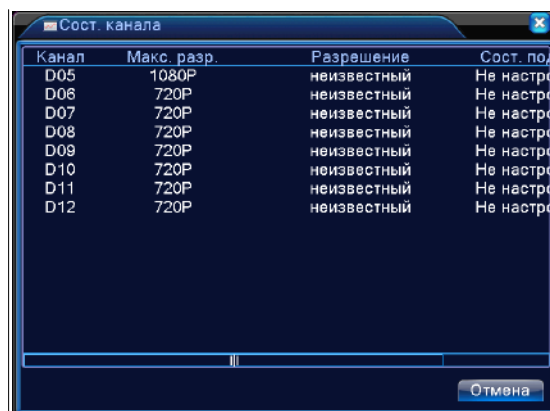 Сост. канала
Канал Макс. разр. Разрешение Сост. под
D05 1080P неизвестный Не настро
D06 720P неизвестный Не настро
D07 720P неизвестный Не настро
D08 720P неизвестный Не настро
D09 720P неизвестный Не настро
D10 720P неизвестный Не настро
D11 720P неизвестный Не настро
D12 720P неизвестный Не настро
Отмена